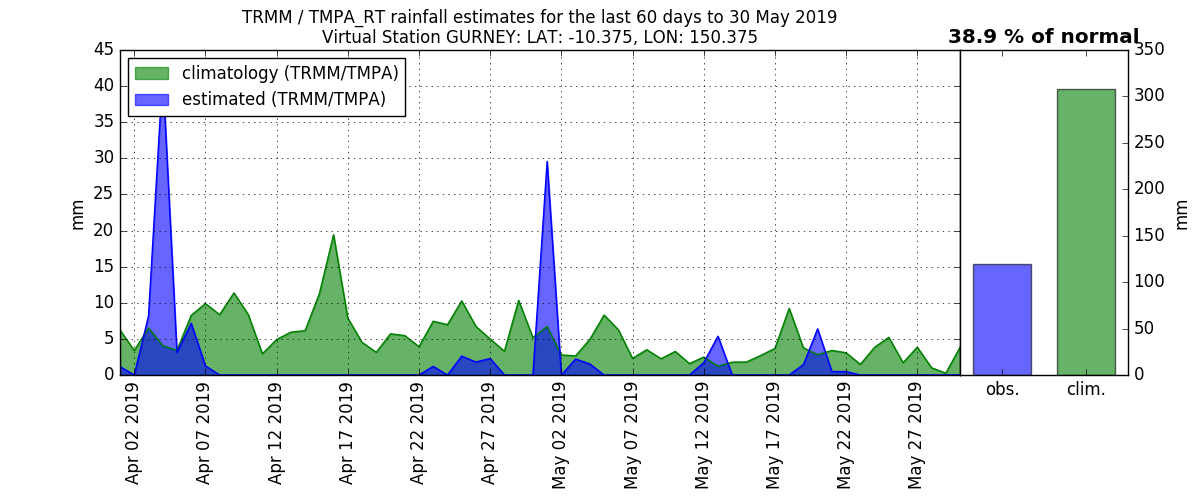 TRMM / TMPA_RT rainfall estimates for the last 60 days to 30 May 2019
Virtual Station GURNEY: LAT: -10.375, LON: 150.375
38.9 % of normal
climatology (TRMM/TMPA)
estimated (TRMM/TMPA)
45
40
35
30
25
20
15
10
5
0
mm
350
300
250
200
150
100
50
0
mm
Apr 02 2019
Apr 07 2019
Apr 12 2019
Apr 17 2019
Apr 22 2019
Apr 27 2019
May 02 2019
May 07 2019
May 12 2019
May 17 2019
May 22 2019
May 27 2019
obs.
clim.